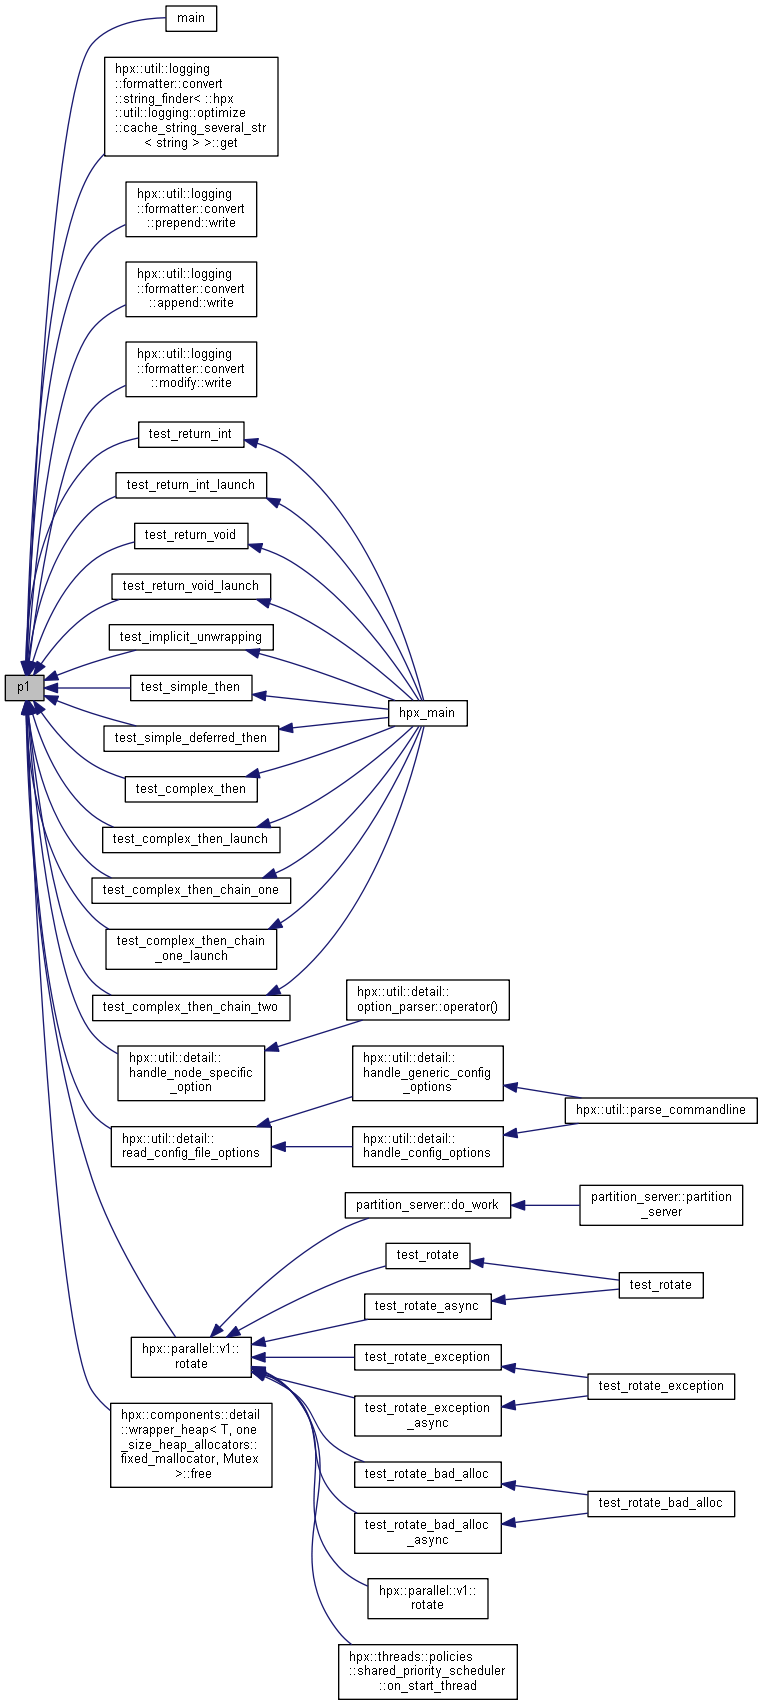 main
hpx::util::logging
::formatter::convert
::string_finder< ::hpx
::util::logging::optimize
::cache_string_several_str
< string > >::get
hpx::util::logging
::formatter::convert
::prepend::write
hpx::util::logging
::formatter::convert
::append::write
hpx::util::logging
::formatter::convert
::modify::write
test_return_int
test_return_int_launch
test_return_void
test_return_void_launch
test_implicit_unwrapping
p1
test_simple_then
hpx_main
test_simple_deferred_then
test_complex_then
test_complex_then_launch
test_complex_then_chain_one
test_complex_then_chain
_one_launch
test_complex_then_chain_two
hpx::util::detail::
option_parser::operator()
hpx::util::detail::
handle_node_specific
_option
hpx::util::detail::
handle_generic_config
_options
hpx::util::parse_commandline
hpx::util::detail::
read_config_file_options
hpx::util::detail::
handle_config_options
partition_server::do_work
partition_server::partition
_server
test_rotate
test_rotate
test_rotate_async
hpx::parallel::v1::
rotate
test_rotate_exception
test_rotate_exception
test_rotate_exception
_async
hpx::components::detail
::wrapper_heap< T, one
_size_heap_allocators::
fixed_mallocator, Mutex
>::free
test_rotate_bad_alloc
test_rotate_bad_alloc
test_rotate_bad_alloc
_async
hpx::parallel::v1::
rotate
hpx::threads::policies
::shared_priority_scheduler
::on_start_thread